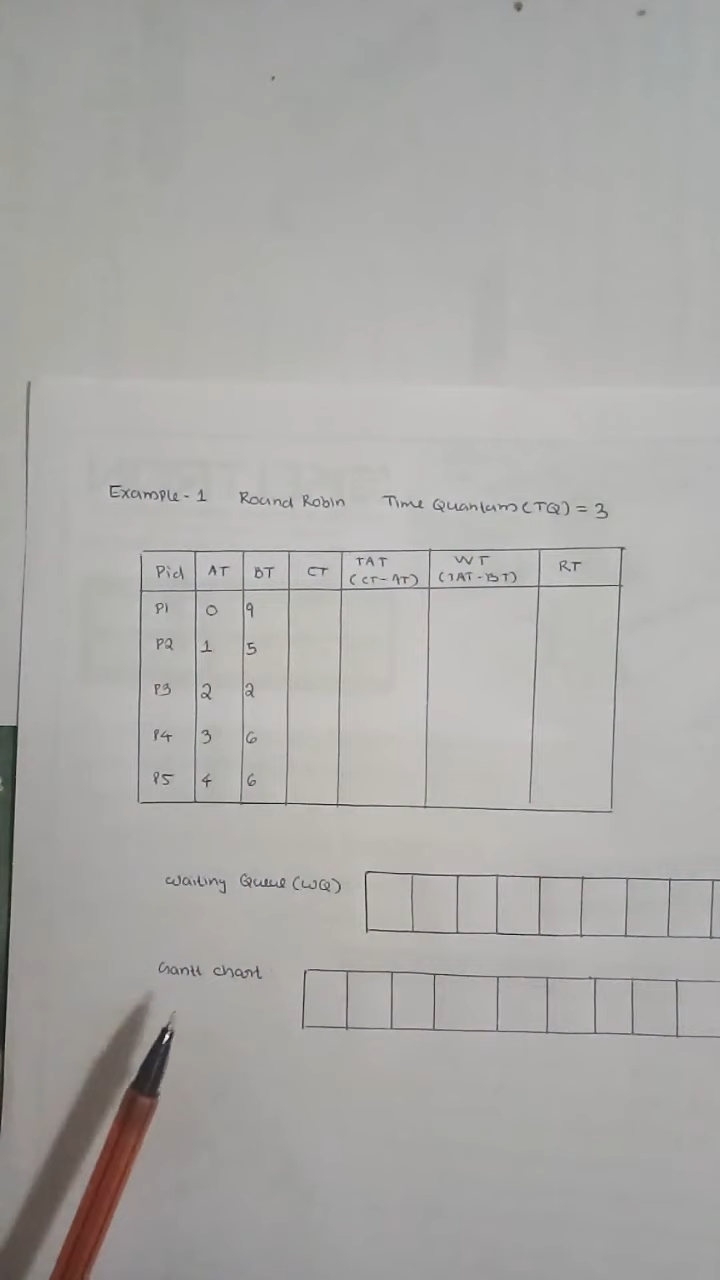 Example - 1 Round Robin Time Quantum (TQ) = 3
Pid AT BT CT TAT (CT-AT) WT (TAT-BT) RT
P1 0 9
P2 1 5
P3 2 2
P4 3 6
P5 4 6
Waiting Queue (WQ)
Gantt chart